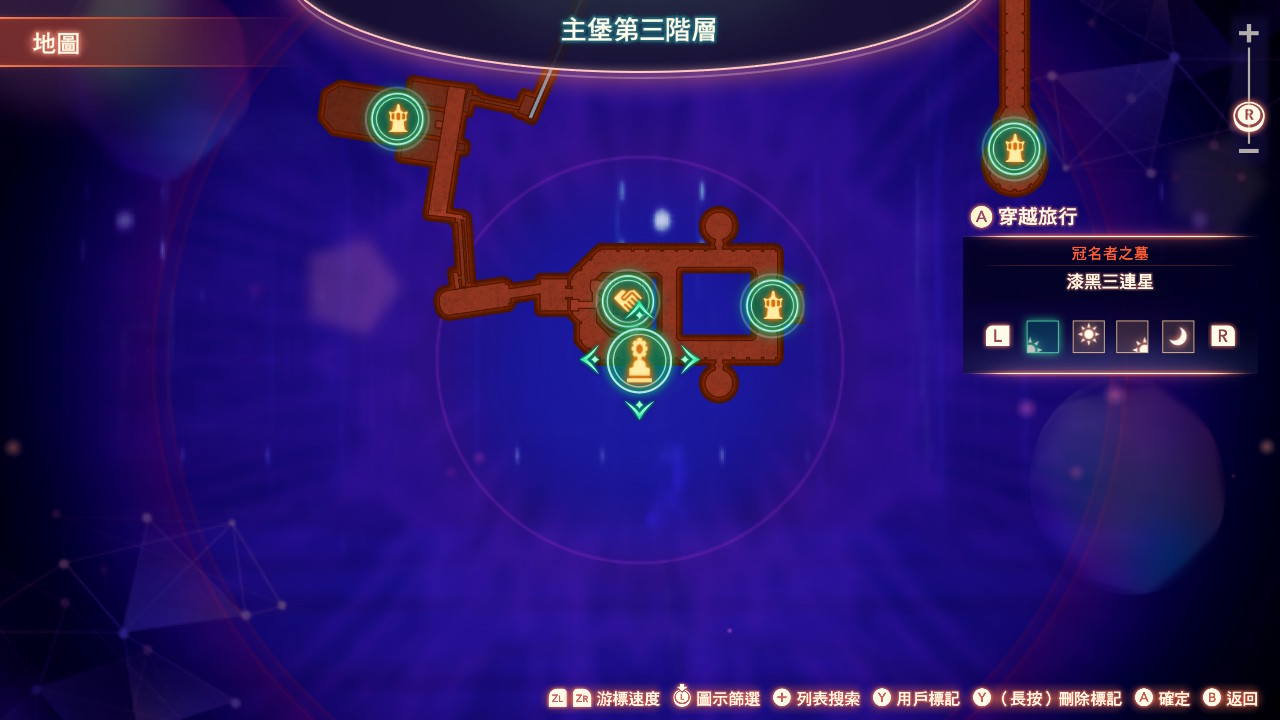 地圖
主堡第三階層
R
A 穿越旅行
冠名者之墓
漆黑三連星
L R
ZL ZR 游標速度 L 圖示篩選 列表搜索 Y 用戶標記 Y （長按）刪除標記 A 確定 B 返回